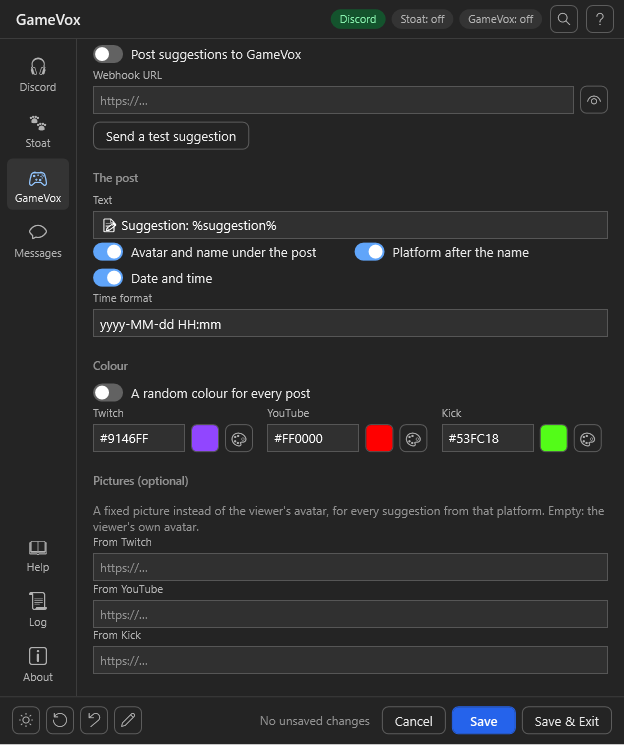 GameVox
Discord
Stoat: off
GameVox: off
?
Discord
Stoat
GameVox
Messages
Post suggestions to GameVox
Webhook URL
https://...
Send a test suggestion
The post
Text
📝 Suggestion: %suggestion%
Avatar and name under the post
Platform after the name
Date and time
Time format
yyyy-MM-dd HH:mm
Colour
A random colour for every post
Twitch
YouTube
Kick
#9146FF
#FF0000
#53FC18
Pictures (optional)
A fixed picture instead of the viewer's avatar, for every suggestion from that platform. Empty: the
viewer's own avatar.
From Twitch
https://...
From YouTube
https://...
From Kick
https://...
Help
Log
About
No unsaved changes
Cancel
Save
Save & Exit